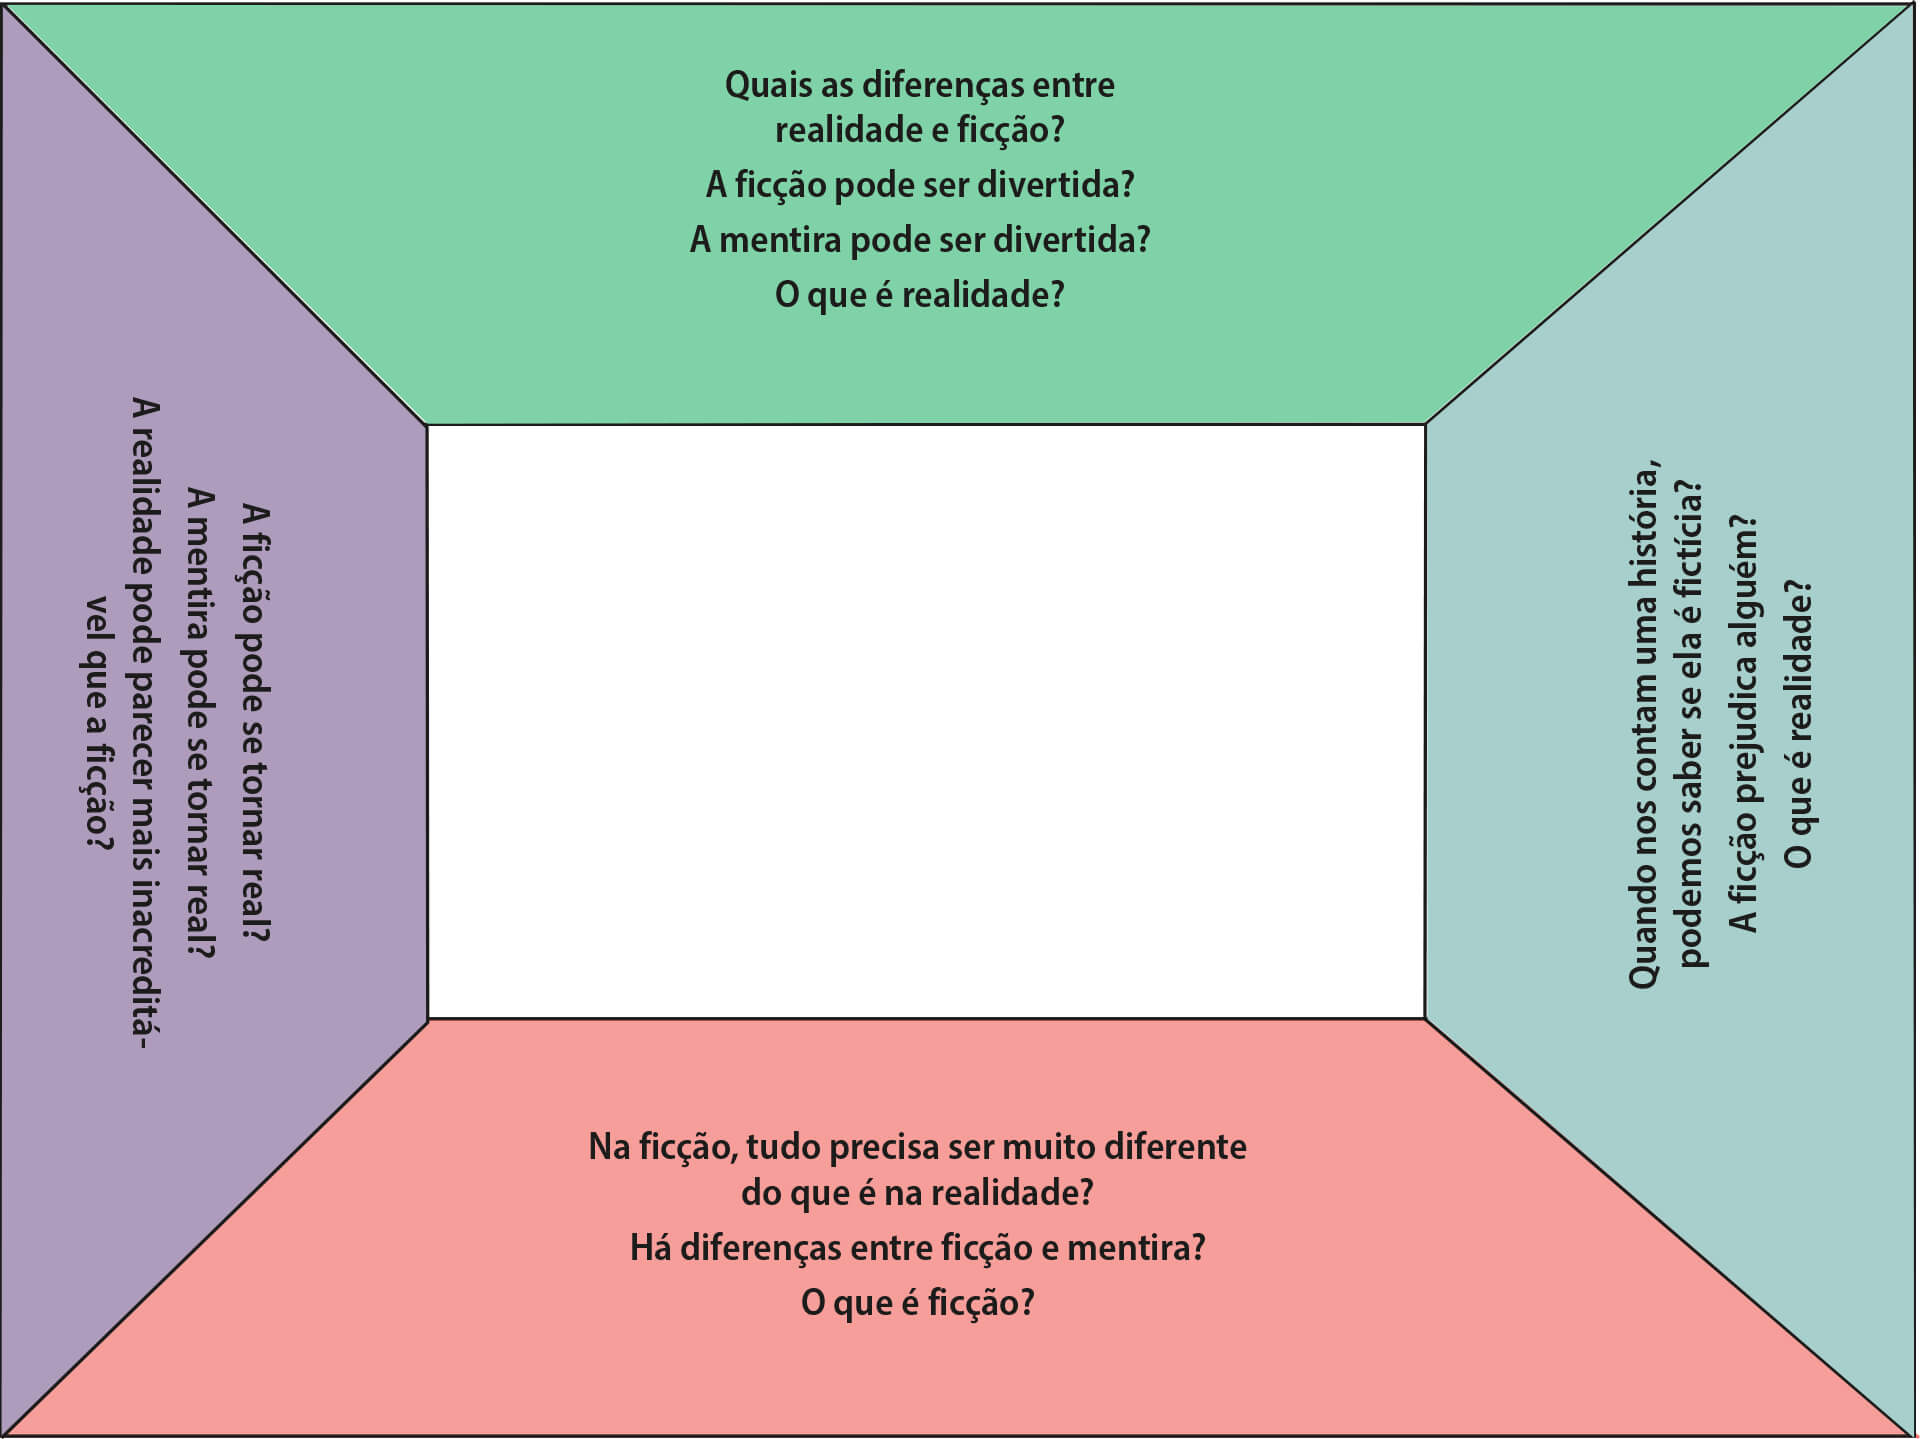 Quais as diferenças entre
realidade e ficção?
A ficção pode ser divertida?
A mentira pode ser divertida?
O que é realidade?
A ficção pode se tornar real?
A mentira pode se tornar real?
A realidade pode parecer mais inacreditá-
vel que a ficção?
Quando nos contam uma história,
podemos saber se ela é fictícia?
A ficção prejudica alguém?
O que é realidade?
Na ficção, tudo precisa ser muito diferente
do que é na realidade?
Há diferenças entre ficção e mentira?
O que é ficção?